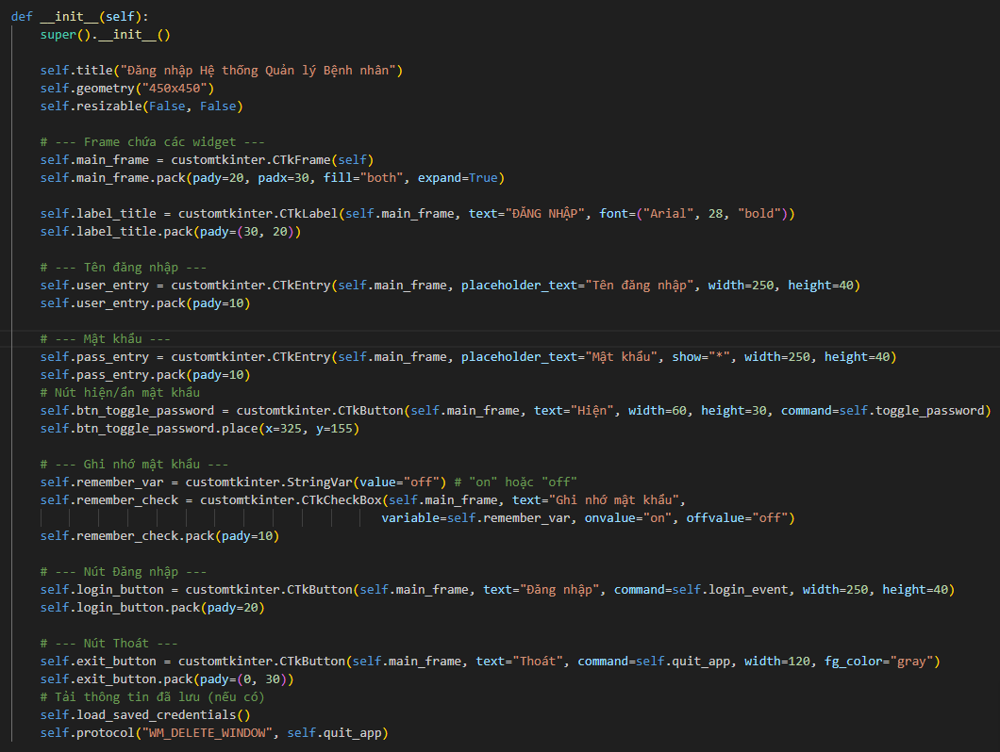 def __init__(self):
    super().__init__()

    self.title("Đăng nhập Hệ thống Quản lý Bệnh nhân")
    self.geometry("450x450")
    self.resizable(False, False)

    # --- Frame chứa các widget ---
    self.main_frame = customtkinter.CTkFrame(self)
    self.main_frame.pack(pady=20, padx=30, fill="both", expand=True)

    self.label_title = customtkinter.CTkLabel(self.main_frame, text="ĐĂNG NHẬP", font=("Arial", 28, "bold"))
    self.label_title.pack(pady=(30, 20))

    # --- Tên đăng nhập ---
    self.user_entry = customtkinter.CTkEntry(self.main_frame, placeholder_text="Tên đăng nhập", width=250, height=40)
    self.user_entry.pack(pady=10)

    # --- Mật khẩu ---
    self.pass_entry = customtkinter.CTkEntry(self.main_frame, placeholder_text="Mật khẩu", show="*", width=250, height=40)
    self.pass_entry.pack(pady=10)
    # Nút hiện/ẩn mật khẩu
    self.btn_toggle_password = customtkinter.CTkButton(self.main_frame, text="Hiện", width=60, height=30, command=self.toggle_password)
    self.btn_toggle_password.place(x=325, y=155)

    # --- Ghi nhớ mật khẩu ---
    self.remember_var = customtkinter.StringVar(value="off") # "on" hoặc "off"
    self.remember_check = customtkinter.CTkCheckBox(self.main_frame, text="Ghi nhớ mật khẩu",
                                                   variable=self.remember_var, onvalue="on", offvalue="off")
    self.remember_check.pack(pady=10)

    # --- Nút Đăng nhập ---
    self.login_button = customtkinter.CTkButton(self.main_frame, text="Đăng nhập", command=self.login_event, width=250, height=40)
    self.login_button.pack(pady=20)

    # --- Nút Thoát ---
    self.exit_button = customtkinter.CTkButton(self.main_frame, text="Thoát", command=self.quit_app, width=120, fg_color="gray")
    self.exit_button.pack(pady=(0, 30))
    # Tải thông tin đã lưu (nếu có)
    self.load_saved_credentials()
    self.protocol("WM_DELETE_WINDOW", self.quit_app)